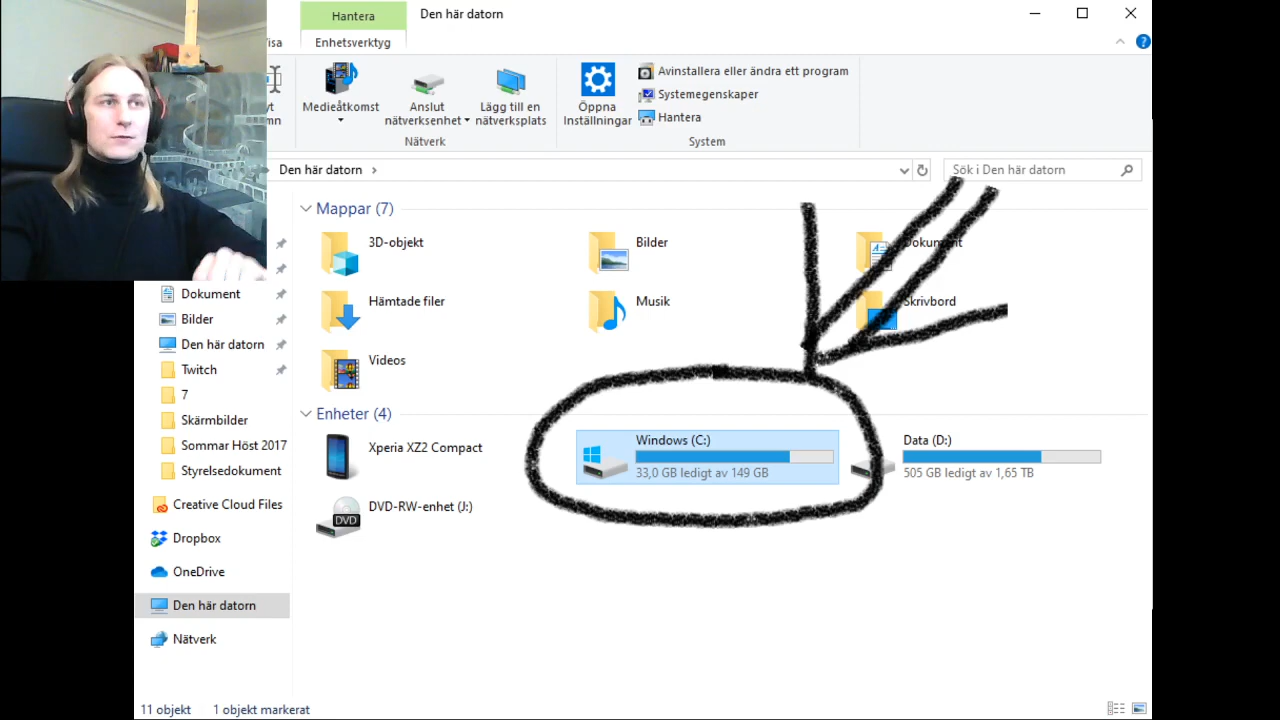 Hantera
Den här datorn
isa
Enhetsverktyg
Medieåtkomst
Anslut
nätverksenhet
Lägg till en
nätverksplats
Nätverk
Öppna
Inställningar
Avinstallera eller ändra ett program
Systemegenskaper
Hantera
System
Den här datorn
Sök i Den här datorn
Mappar (7)
3D-objekt
Bilder
Dokument
Hämtade filer
Musik
Skrivbord
Videos
Enheter (4)
Xperia XZ2 Compact
Windows (C:)
33,0 GB ledigt av 149 GB
Data (D:)
505 GB ledigt av 1,65 TB
DVD
DVD-RW-enhet (J:)
Dokument
Bilder
Den här datorn
Twitch
7
Skärmbilder
Sommar Höst 2017
Styrelsedokument
Creative Cloud Files
Dropbox
OneDrive
Den här datorn
Nätverk
11 objekt
1 objekt markerat